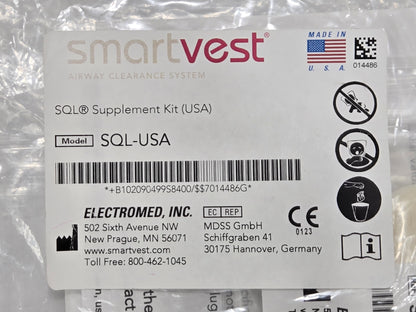 smartvest®
AIRWAY CLEARANCE SYSTEM
MADE IN
U. S. A.
014486
SQL® Supplement Kit (USA)
Model SQL-USA
*+B102090499S8400/$$7014486G*
ELECTROMED, INC.
502 Sixth Avenue NW
New Prague, MN 56071
www.smartvest.com
Toll Free: 800-462-1045
EC REP
MDSS GmbH
Schiffgraben 41
30175 Hannover, Germany
CE
0123